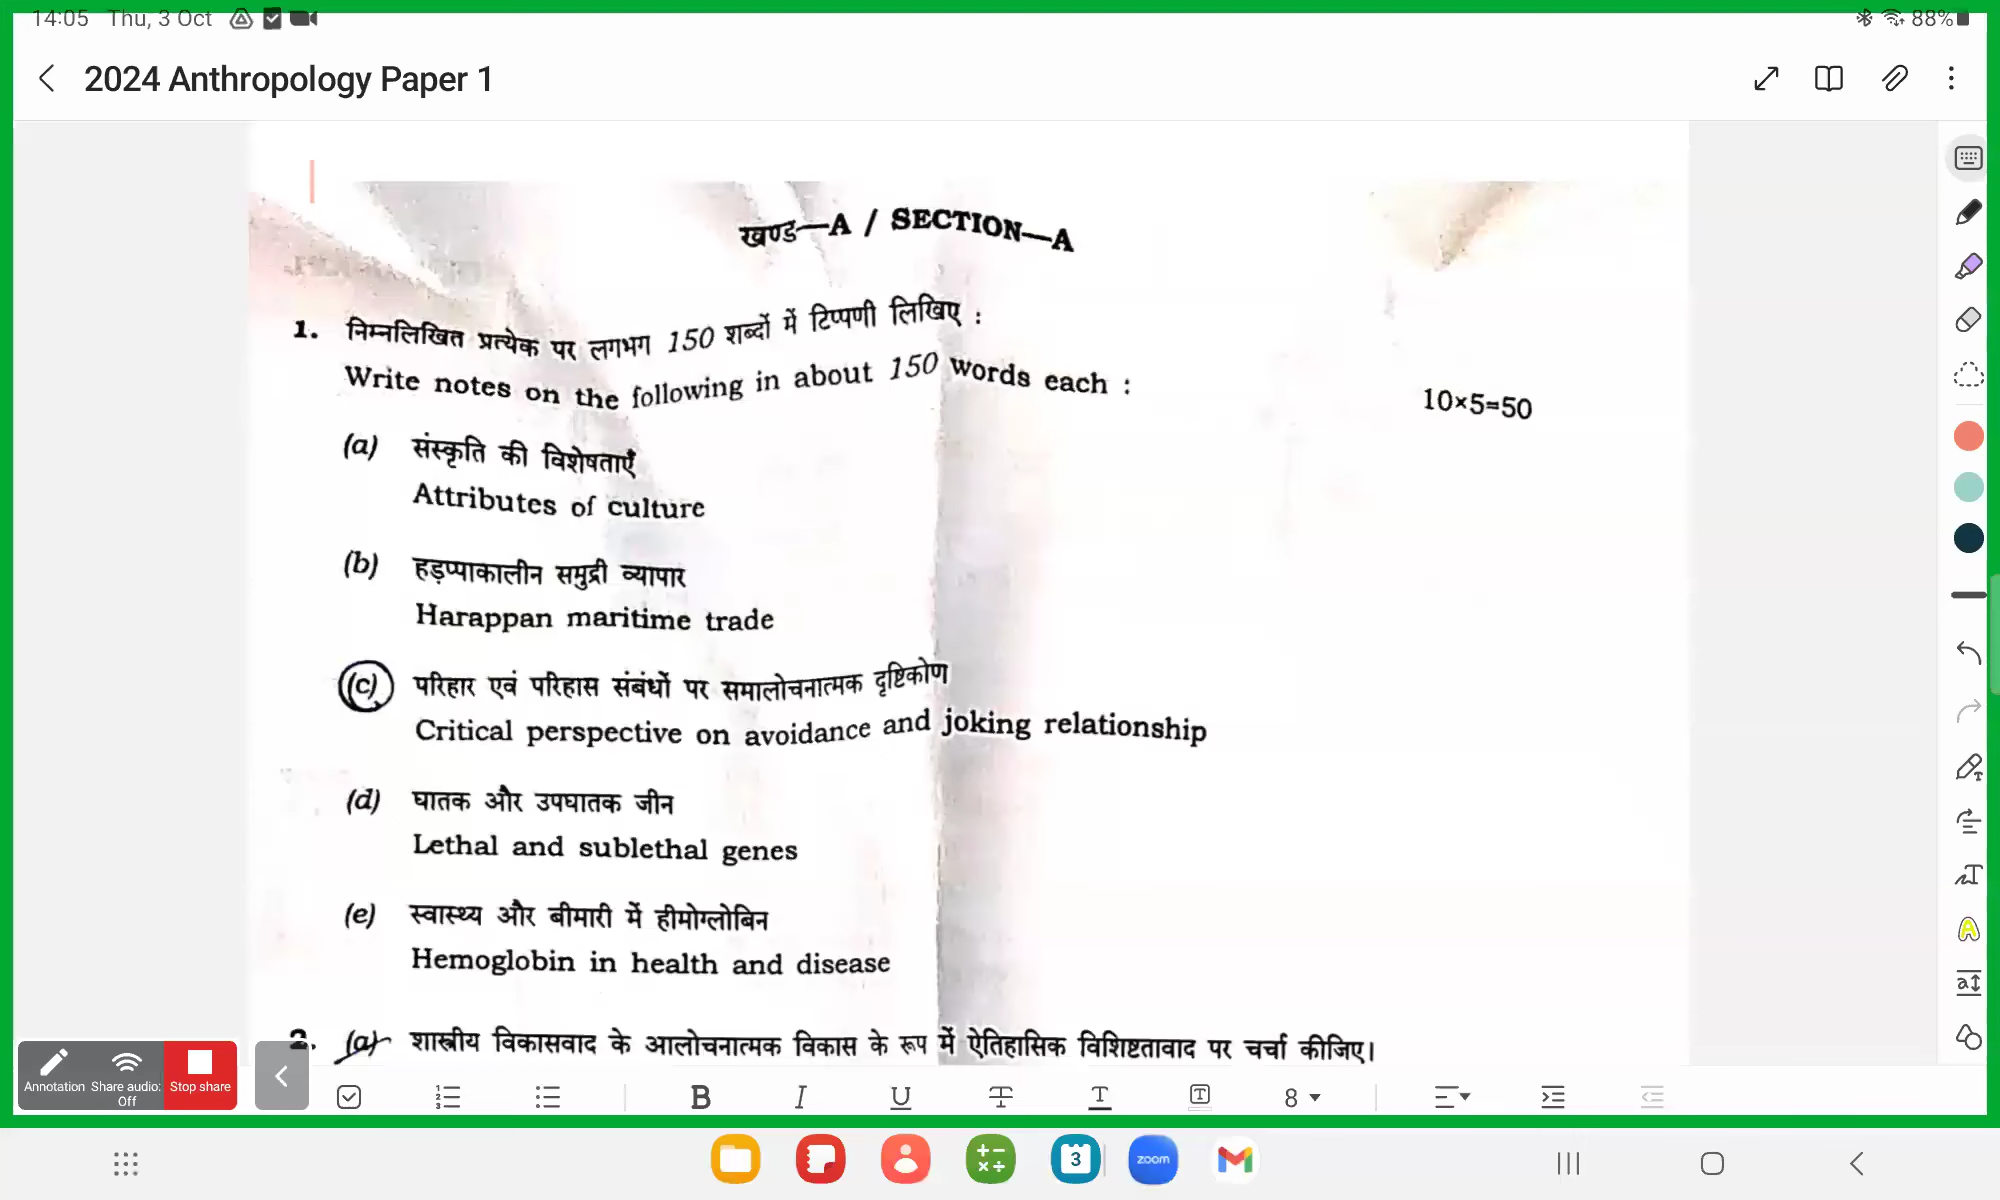 14:05 Thu, 3 Oct
88%
2024 Anthropology Paper 1
खण्ड—A / SECTION—A
1. निम्नलिखित प्रत्येक पर लगभग 150 शब्दों में टिप्पणी लिखिए :
Write notes on the following in about 150 words each :
10×5=50
(a) संस्कृति की विशेषताएँ
Attributes of culture
(b) हड़प्पाकालीन समुद्री व्यापार
Harappan maritime trade
(c) परिहार एवं परिहास संबंधों पर समालोचनात्मक दृष्टिकोण
Critical perspective on avoidance and joking relationship
(d) घातक और उपघातक जीन
Lethal and sublethal genes
(e) स्वास्थ्य और बीमारी में हीमोग्लोबिन
Hemoglobin in health and disease
2. (a) शास्त्रीय विकासवाद के आलोचनात्मक विकास के रूप में ऐतिहासिक विशिष्टतावाद पर चर्चा कीजिए।
Annotation Share audio: Off Stop share
B I U T T T 8
3 zoom